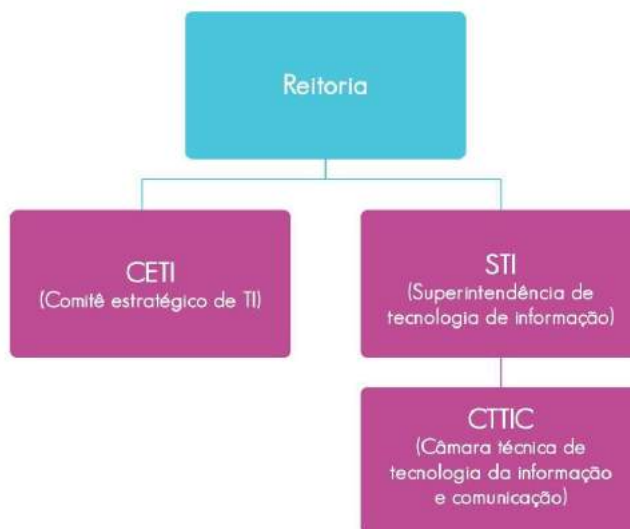 Reitoria
CETI
(Comitê estratégico de TI)
STI
(Superintendência de
tecnologia de informação)
CTTIC
(Câmara técnica de
tecnologia da informação
e comunicação)